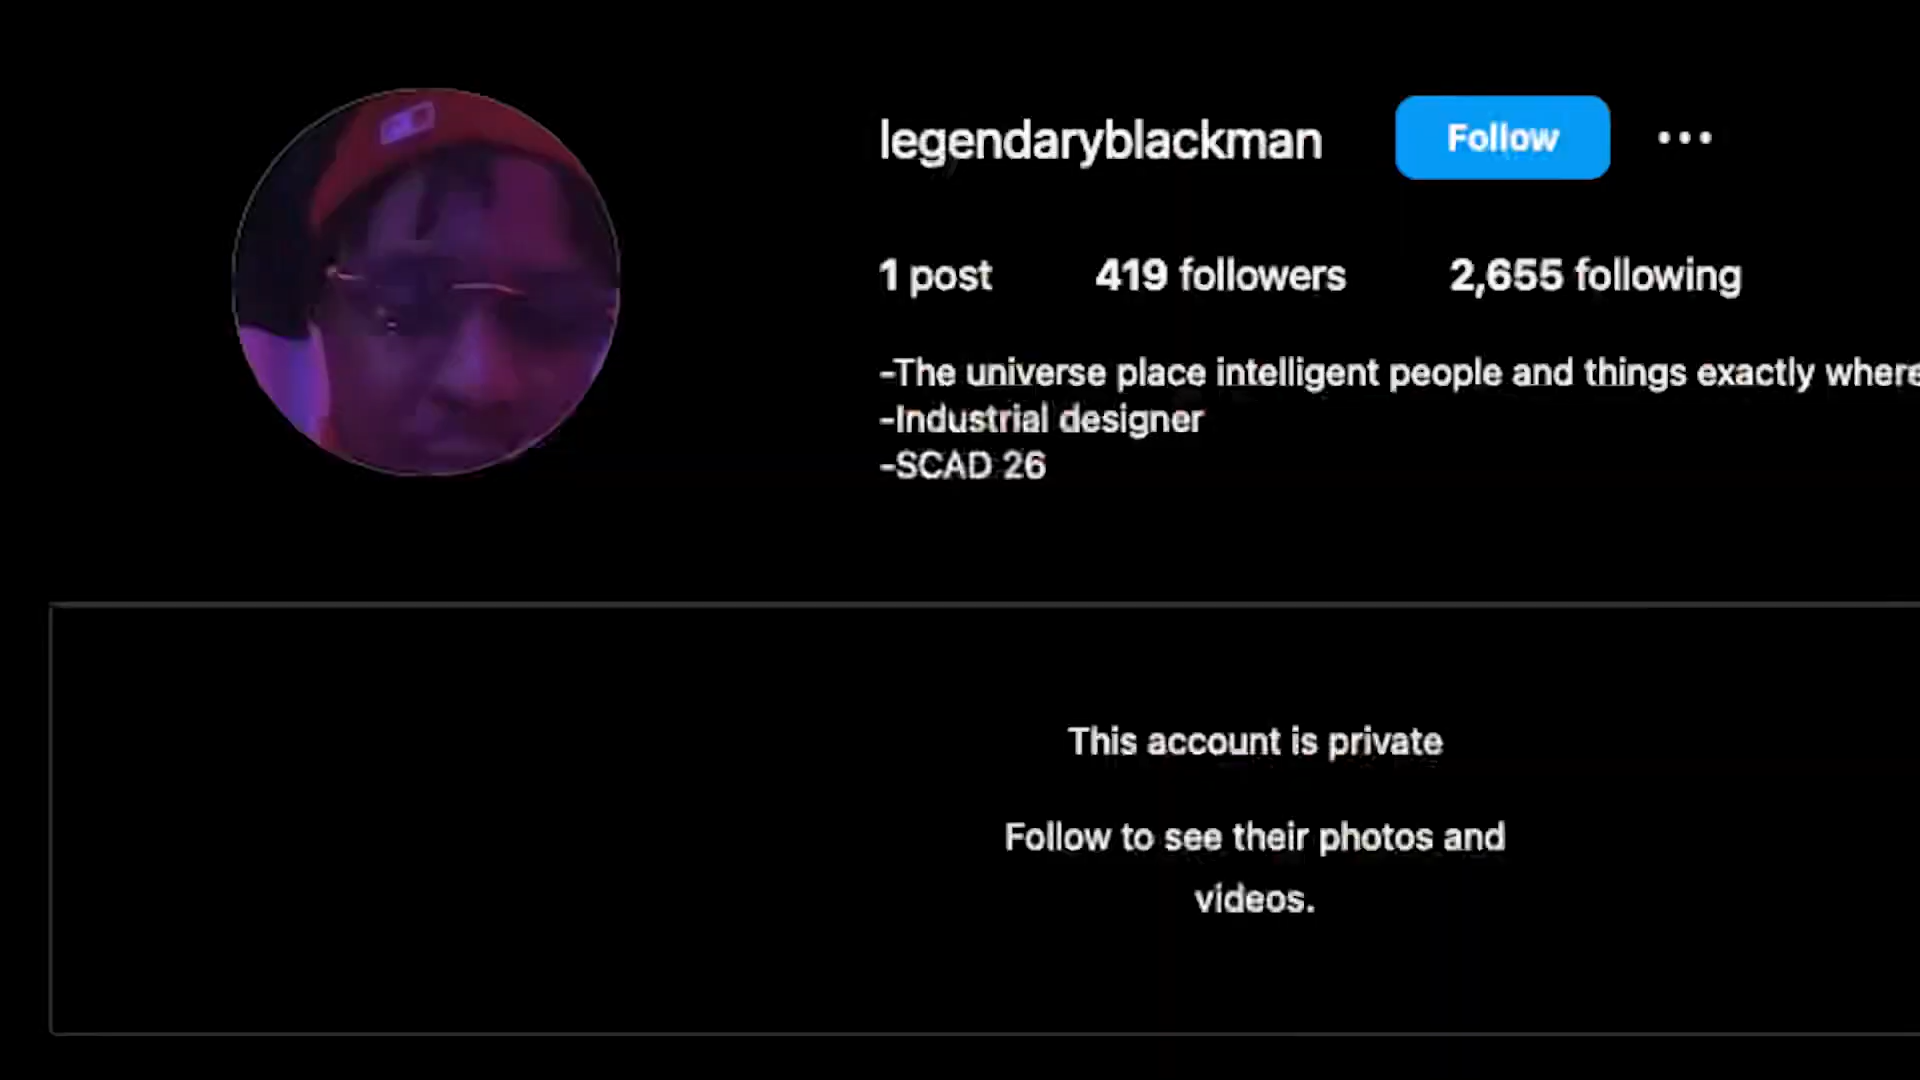 legendaryblackman
Follow
1 post 419 followers 2,655 following
-The universe place intelligent people and things exactly where
-Industrial designer
-SCAD 26
This account is private
Follow to see their photos and
videos.